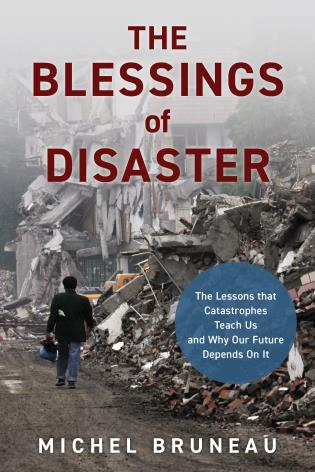 THE
BLESSINGS
of
DISASTER
The Lessons that
Catastrophes
Teach Us
and Why Our Future
Depends On It
MICHEL BRUNEAU